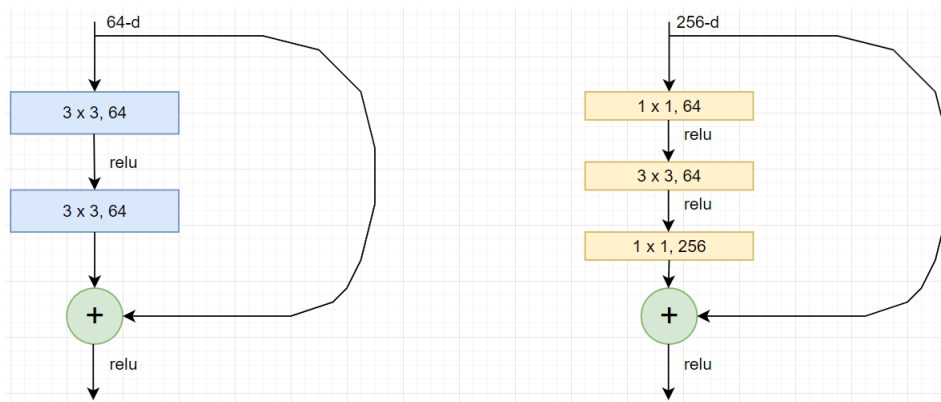 64-d
3 x 3, 64
relu
3 x 3, 64
+
relu
256-d
1 x 1, 64
relu
3 x 3, 64
relu
1 x 1, 256
+
relu